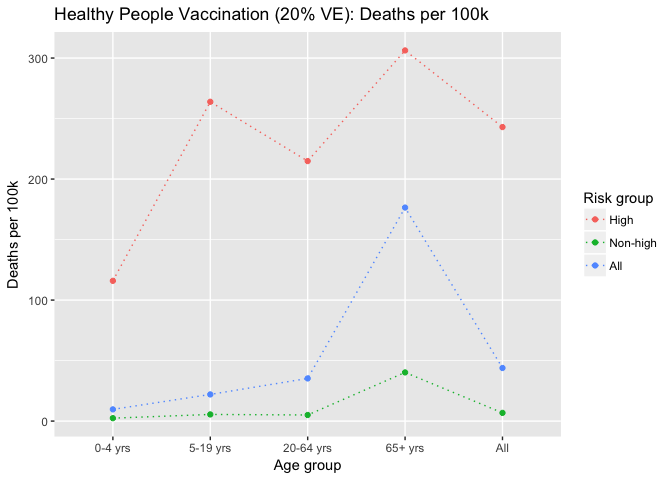 Healthy People Vaccination (20% VE): Deaths per 100k
Deaths per 100k
300
200
100
0
0-4 yrs
5-19 yrs
20-64 yrs
65+ yrs
All
Age group
Risk group
High
Non-high
All